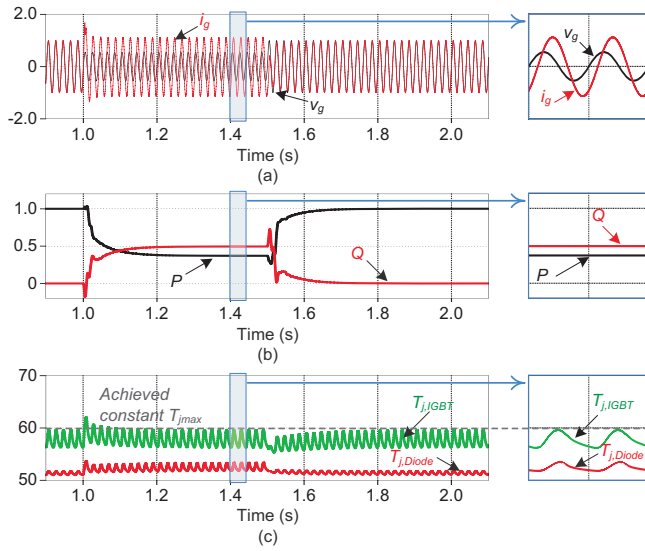 2.0
0
-2.0
i_g
v_g
v_g
i_g
1.0 1.2 1.4 1.6 1.8 2.0
Time (s)
(a)
1.0
0.5
0
P
Q
Q
P
1.0 1.2 1.4 1.6 1.8 2.0
Time (s)
(b)
70
60
50
Achieved
constant T_jmax
T_j,IGBT
T_j,Diode
T_j,IGBT
T_j,Diode
1.0 1.2 1.4 1.6 1.8 2.0
Time (s)
(c)